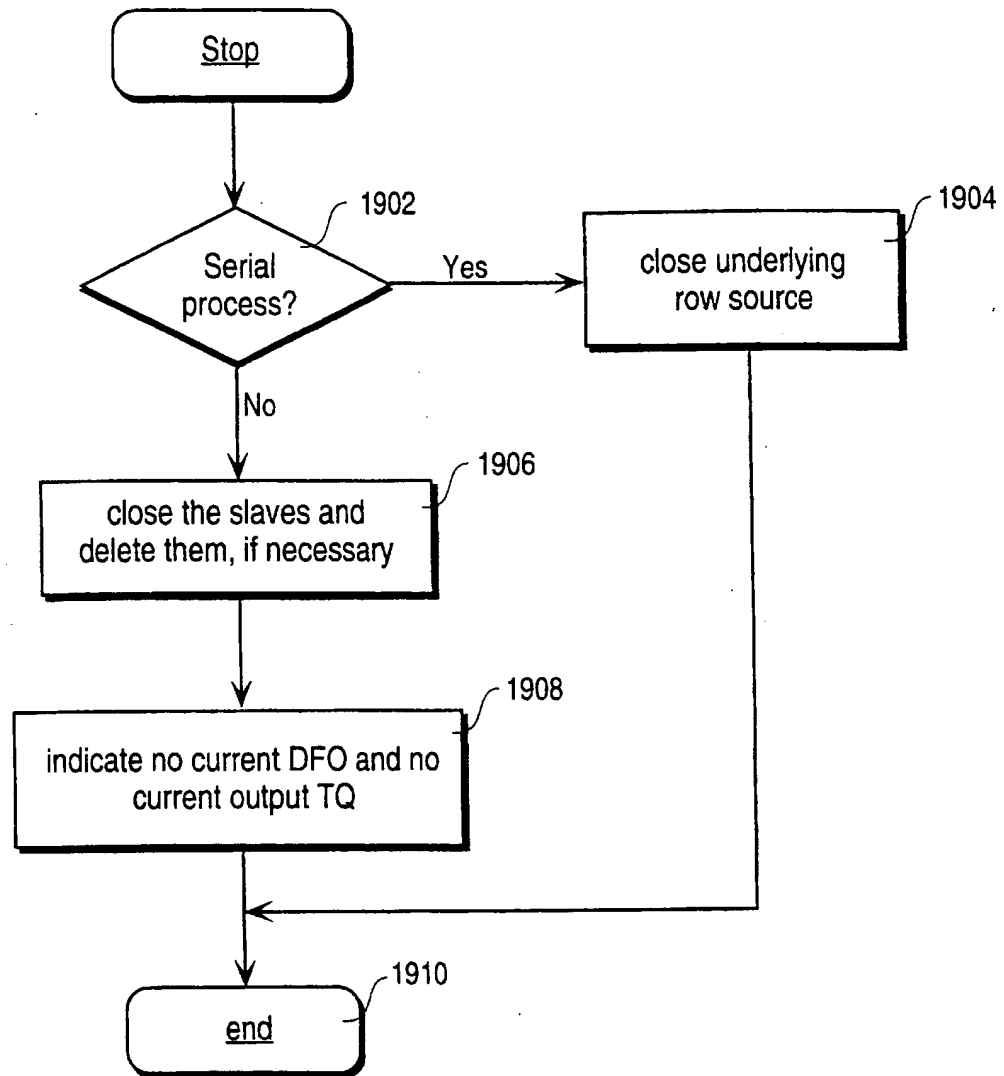 Stop
1902
Serial
process?
Yes
1904
close underlying
row source
No
1906
close the slaves and
delete them, if necessary
1908
indicate no current DFO and no
current output TQ
1910
end